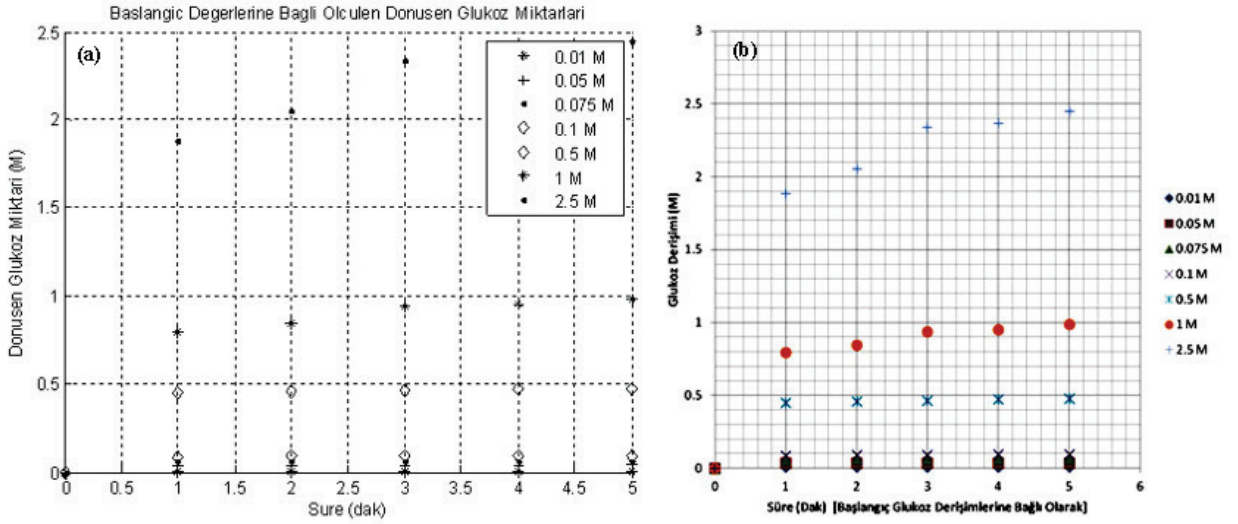 Baslangic Degerlerine Bagli Olculen Donusen Glukoz Miktarlari
(a)
Donusen Glukoz Miktari (M)
2.5
2
1.5
1
0.5
0
0 0.5 1 1.5 2 2.5 3 3.5 4 4.5 5
Sure (dak)
0.01 M
0.05 M
0.075 M
0.1 M
0.5 M
1 M
2.5 M
(b)
Glukoz Derişimi (M)
3
2.5
2
1.5
1
0.5
0
0 1 2 3 4 5 6
Süre (Dak) [Başlangıç Glukoz Derişimlerine Bağlı Olarak]
0.01 M
0.05 M
0.075 M
0.1 M
0.5 M
1 M
2.5 M